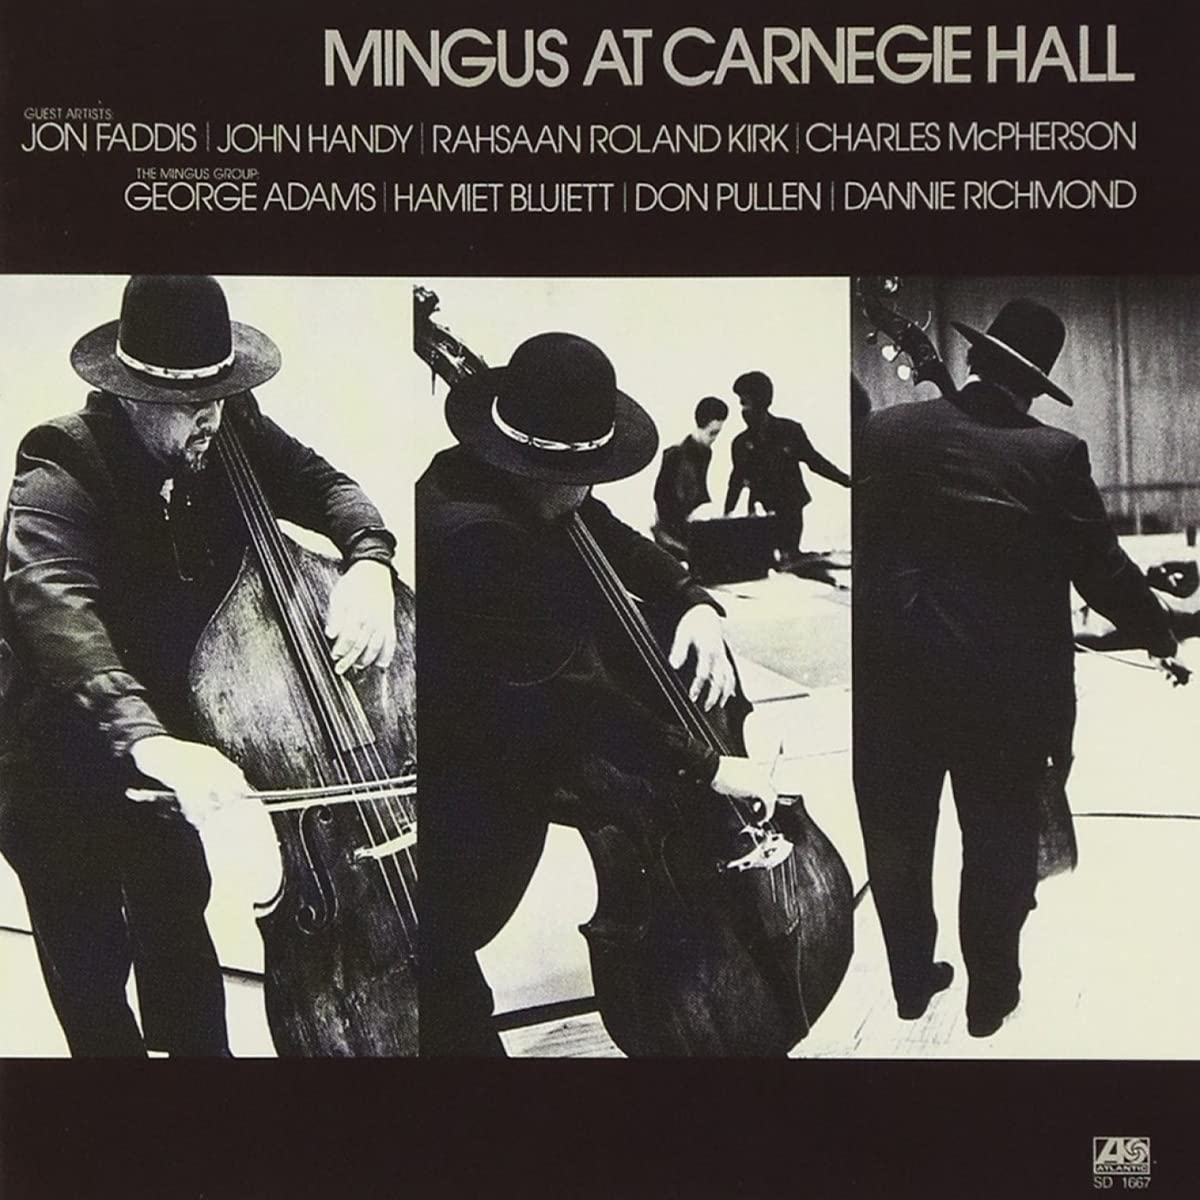 MINGUS AT CARNEGIE HALL
GUEST ARTISTS:
JON FADDIS | JOHN HANDY | RAHSAAN ROLAND KIRK | CHARLES McPHERSON
THE MINGUS GROUP:
GEORGE ADAMS | HAMIET BLUIETT | DON PULLEN | DANNIE RICHMOND
ATLANTIC
SD 1667